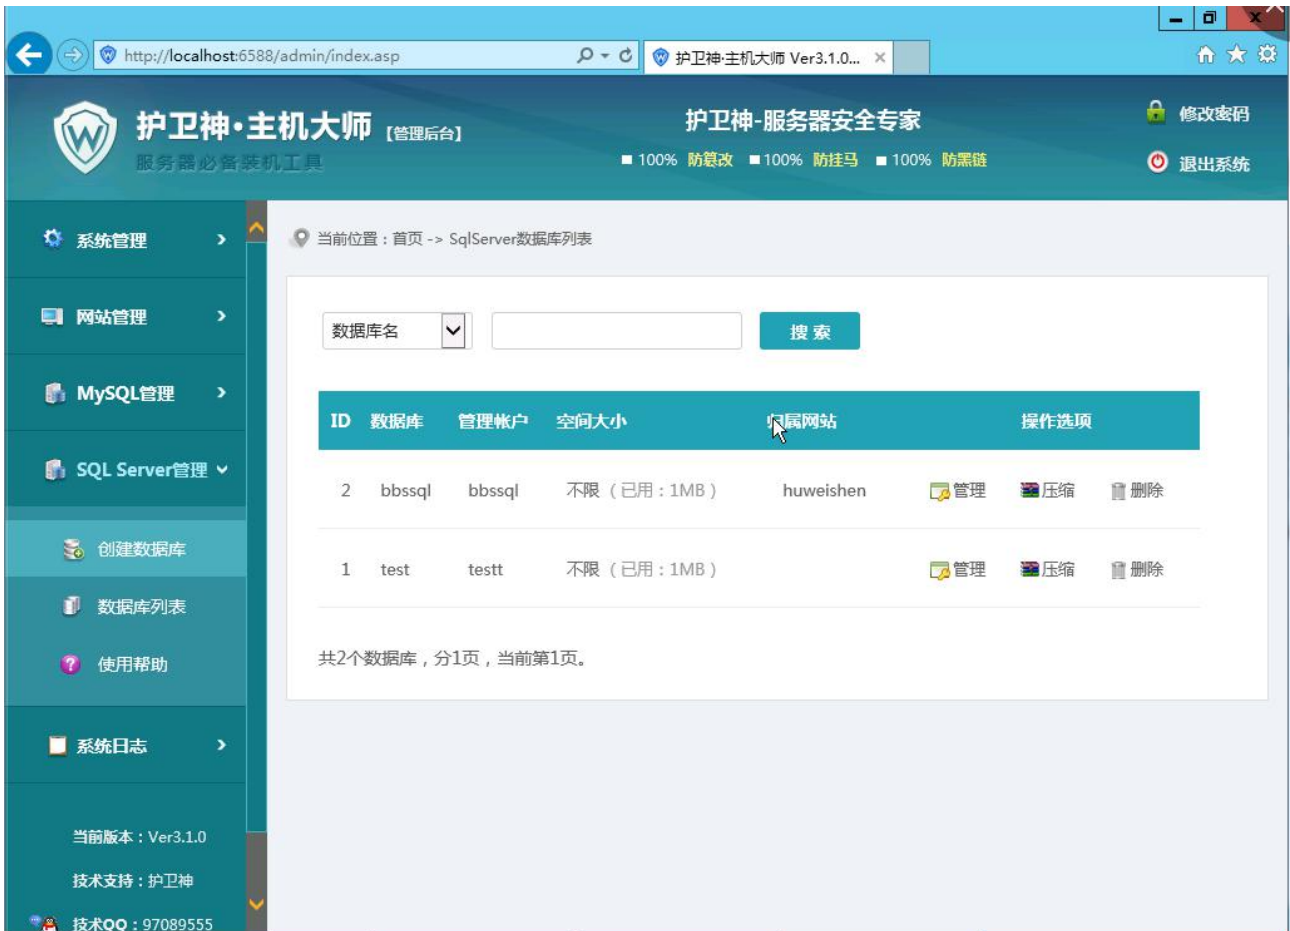 http://localhost:6588/admin/index.asp
护卫神·主机大师 Ver3.1.0...
护卫神·主机大师 【管理后台】
服务器必备装机工具
护卫神-服务器安全专家
100% 防篡改 100% 防挂马 100% 防黑链
修改密码
退出系统
系统管理
网站管理
MySQL管理
SQL Server管理
创建数据库
数据库列表
使用帮助
系统日志
当前版本：Ver3.1.0
技术支持：护卫神
技术QQ：97089555
当前位置：首页 -> SqlServer数据库列表
数据库名
搜 索
ID 数据库 管理帐户 空间大小 归属网站 操作选项
2 bbssql bbssql 不限（已用：1MB） huweishen 管理 压缩 删除
1 test testt 不限（已用：1MB） 管理 压缩 删除
共2个数据库，分1页，当前第1页。